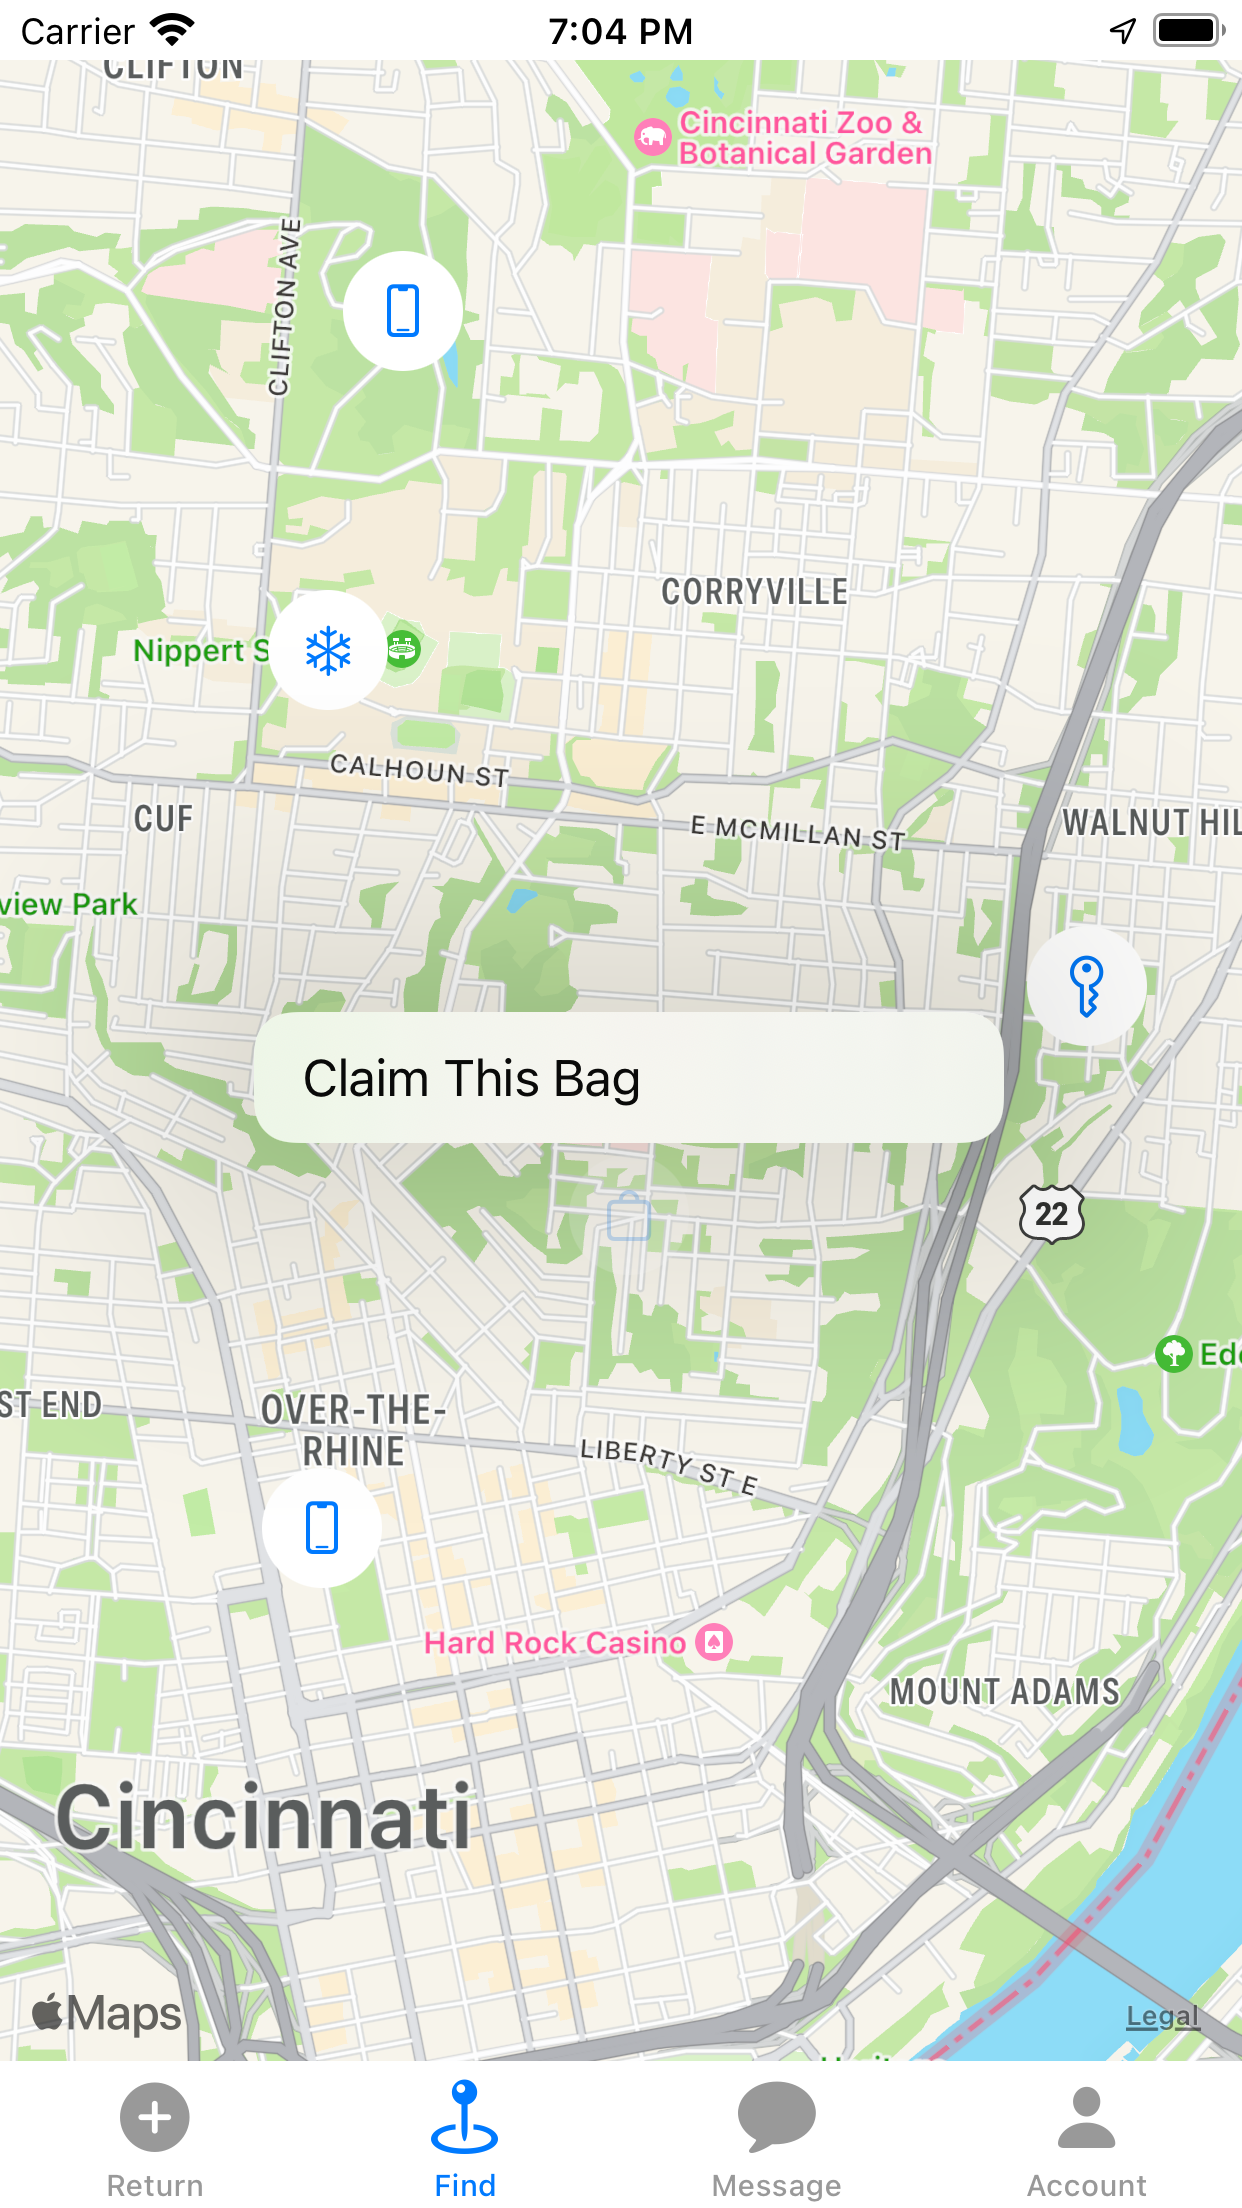 Carrier 7:04 PM
CLIFTON
Cincinnati Zoo &
Botanical Garden
CLIFTON AVE
CORRYVILLE
Nippert S
CALHOUN ST
CUF
E MCMILLAN ST
WALNUT HIL
view Park
Claim This Bag
22
Ede
ST END
OVER-THE-
RHINE
LIBERTY ST E
Hard Rock Casino
MOUNT ADAMS
Cincinnati
Maps
Legal
Return
Find
Message
Account